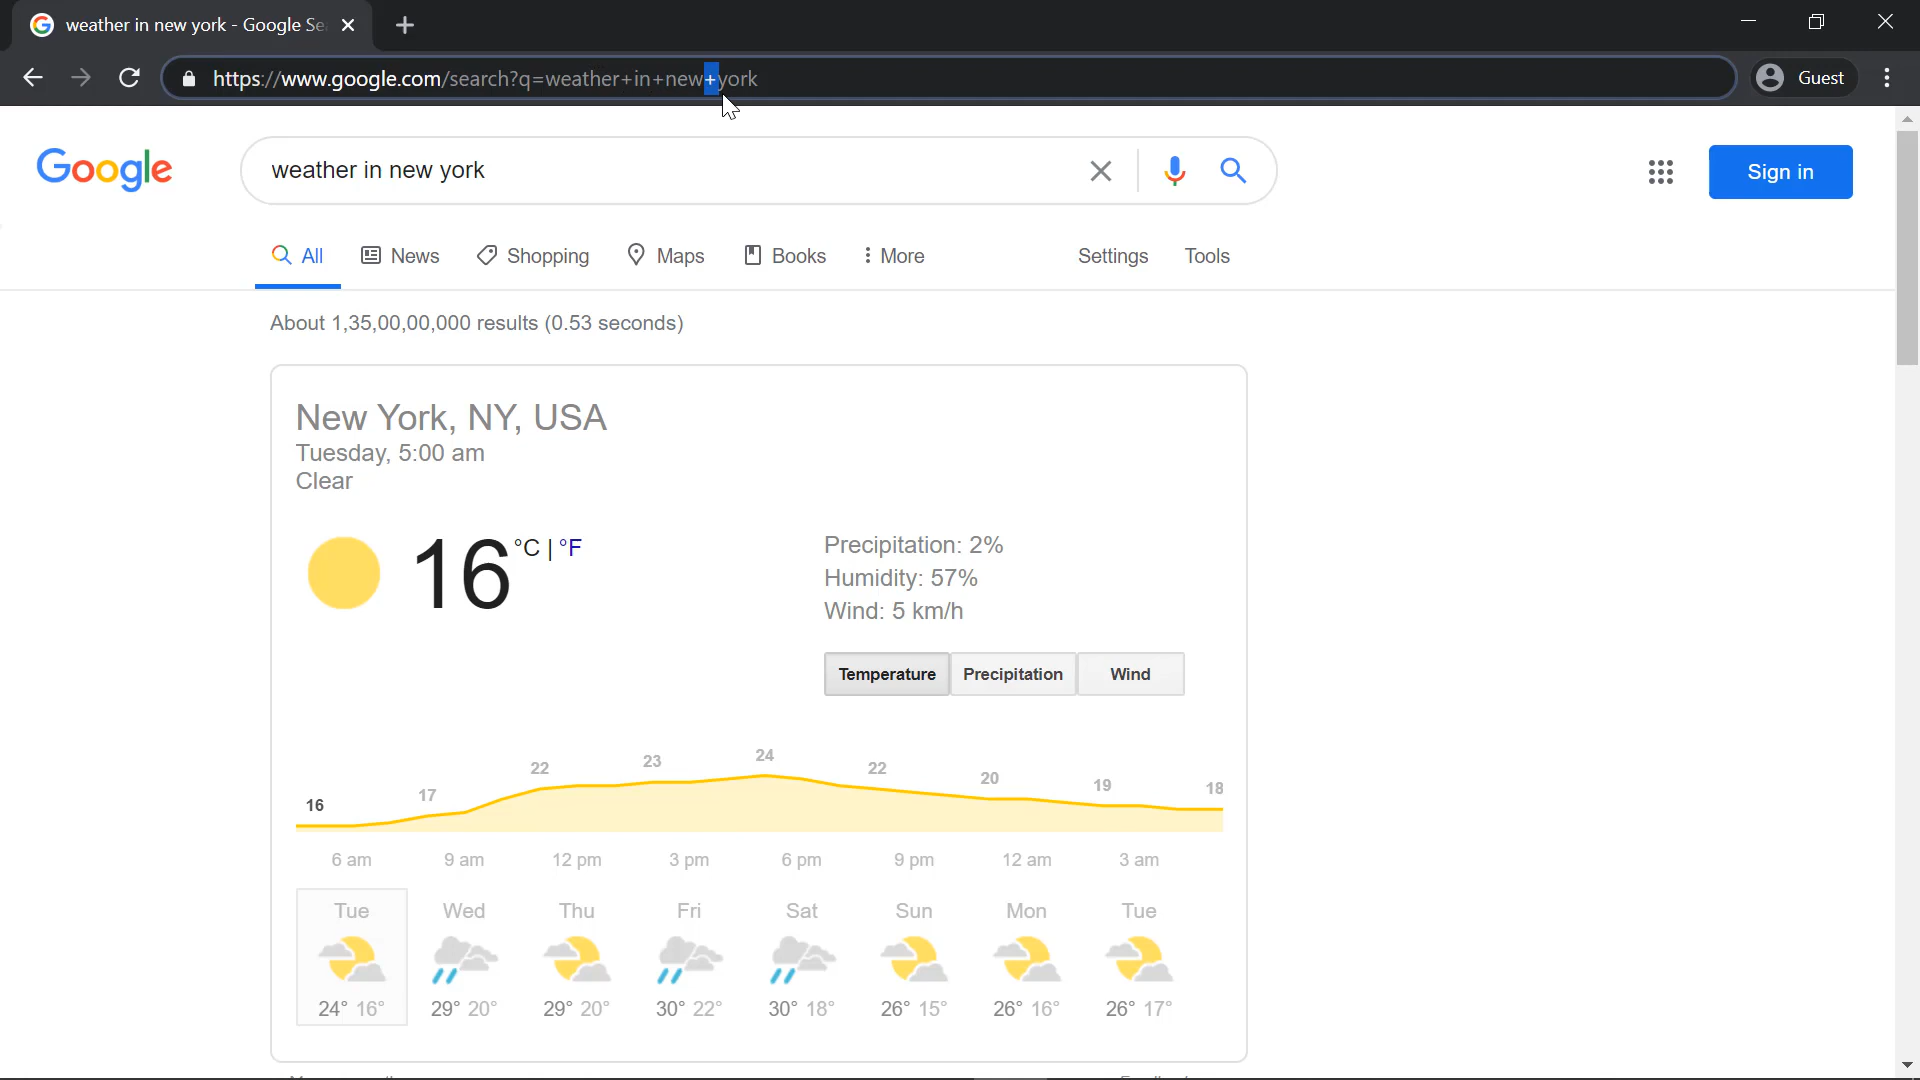 weather in new york - Google Se
https://www.google.com/search?q=weather+in+new+york
Guest
Google
weather in new york
Sign in
All
News
Shopping
Maps
Books
More
Settings
Tools
About 1,35,00,00,000 results (0.53 seconds)
New York, NY, USA
Tuesday, 5:00 am
Clear
16 °C | °F
Precipitation: 2%
Humidity: 57%
Wind: 5 km/h
Temperature
Precipitation
Wind
16 17 22 23 24 22 20 19 18
6 am 9 am 12 pm 3 pm 6 pm 9 pm 12 am 3 am
Tue Wed Thu Fri Sat Sun Mon Tue
24° 16° 29° 20° 29° 20° 30° 22° 30° 18° 26° 15° 26° 16° 26° 17°